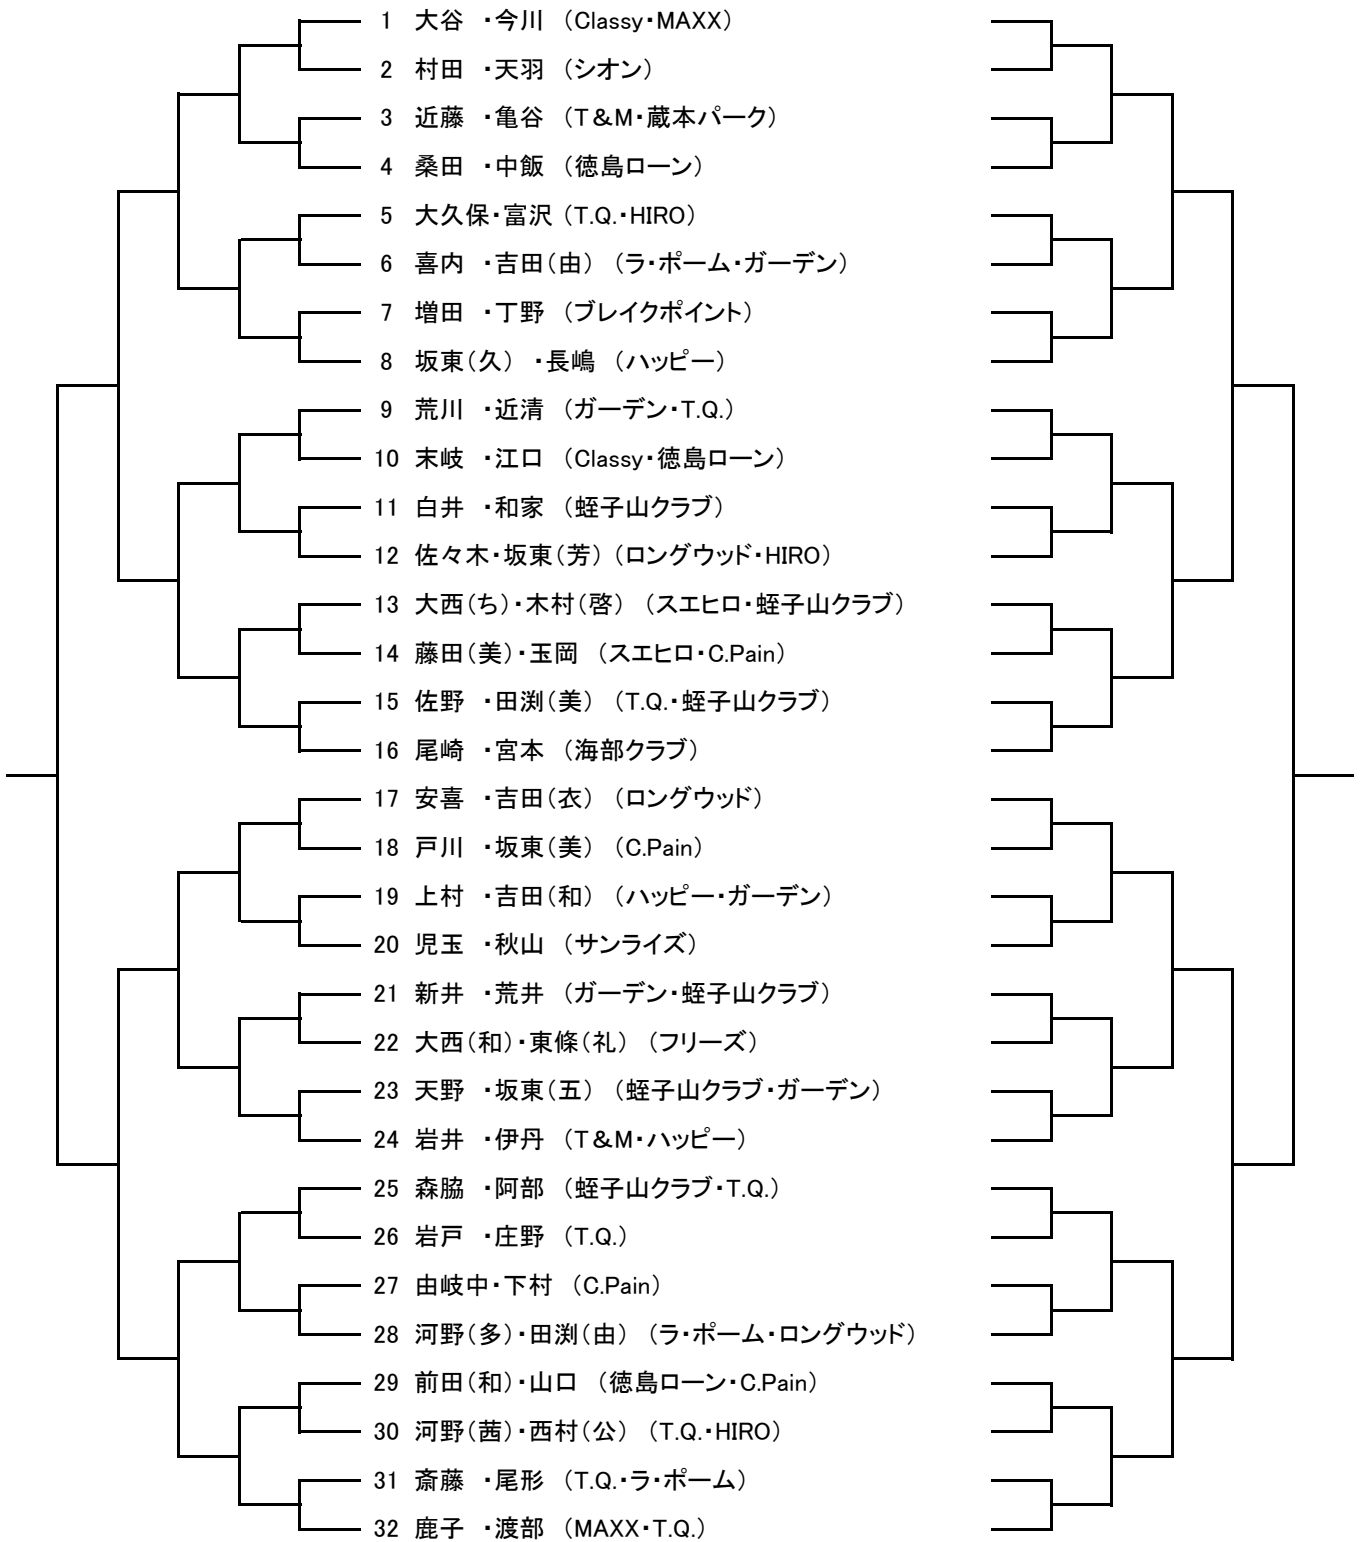 1 大谷 ・今川 （Classy・MAXX）
2 村田 ・天羽 （シオン）
3 近藤 ・亀谷 （T＆M・蔵本パーク）
4 桑田 ・中飯 （徳島ローン）
5 大久保・富沢 （T.Q.・HIRO）
6 喜内 ・吉田（由） （ラ・ポーム・ガーデン）
7 増田 ・丁野 （ブレイクポイント）
8 坂東（久） ・長嶋 （ハッピー）
9 荒川 ・近清 （ガーデン・T.Q.）
10 末岐 ・江口 （Classy・徳島ローン）
11 白井 ・和家 （蛭子山クラブ）
12 佐々木・坂東（芳） （ロングウッド・HIRO）
13 大西（ち）・木村（啓） （スエヒロ・蛭子山クラブ）
14 藤田（美）・玉岡 （スエヒロ・C.Pain）
15 佐野 ・田渕（美） （T.Q.・蛭子山クラブ）
16 尾崎 ・宮本 （海部クラブ）
17 安喜 ・吉田（衣） （ロングウッド）
18 戸川 ・坂東（美） （C.Pain）
19 上村 ・吉田（和） （ハッピー・ガーデン）
20 児玉 ・秋山 （サンライズ）
21 新井 ・荒井 （ガーデン・蛭子山クラブ）
22 大西（和）・東條（礼） （フリーズ）
23 天野 ・坂東（五） （蛭子山クラブ・ガーデン）
24 岩井 ・伊丹 （T＆M・ハッピー）
25 森脇 ・阿部 （蛭子山クラブ・T.Q.）
26 岩戸 ・庄野 （T.Q.）
27 由岐中・下村 （C.Pain）
28 河野（多）・田渕（由） （ラ・ポーム・ロングウッド）
29 前田（和）・山口 （徳島ローン・C.Pain）
30 河野（茜）・西村（公） （T.Q.・HIRO）
31 斎藤 ・尾形 （T.Q.・ラ・ポーム）
32 鹿子 ・渡部 （MAXX・T.Q.）